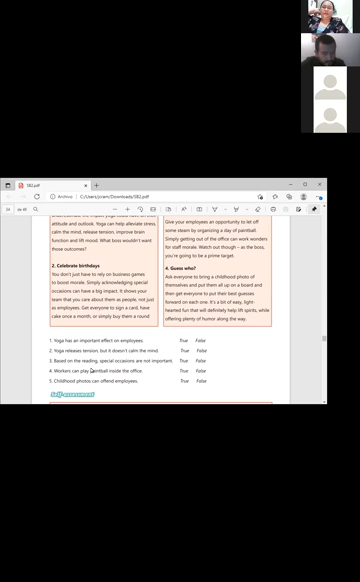 SB2.pdf
Archivo
C:/Users/jcram/Downloads/SB2.pdf
attitude and outlook. Yoga can help alleviate stress,
calm the mind, release tension, improve brain
function and lift mood. What boss wouldn't want
those outcomes?
2. Celebrate birthdays
You don't just have to rely on business games
to boost morale. Simply acknowledging special
occasions can have a big impact. It shows your
team that you care about them as people, not just
as employees. Get everyone to sign a card, have
cake once a month, or simply buy them a round
Give your employees an opportunity to let off
some steam by organizing a day of paintball.
Simply getting out of the office can work wonders
for staff morale. Watch out though – as the boss,
you're going to be a prime target.
4. Guess who?
Ask everyone to bring a childhood photo of
themselves and put them all up on a board and
then get everyone to put their best guesses
forward on each one. It's a bit of easy, light-
hearted fun that will definitely help lift spirits, while
offering plenty of humor along the way.
1. Yoga has an important effect on employees. True False
2. Yoga releases tension, but it doesn't calm the mind. True False
3. Based on the reading, special occasions are not important. True False
4. Workers can play paintball inside the office. True False
5. Childhood photos can offend employees. True False
Self-assessment